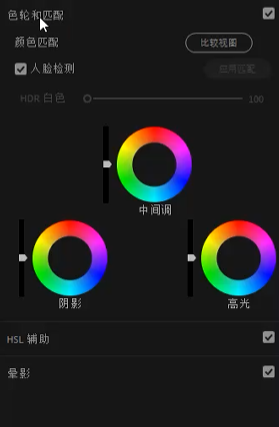 色轮和匹配
颜色匹配 比较视图
人脸检测 应用匹配
HDR 白色 100
中间调
阴影 高光
HSL 辅助
晕影